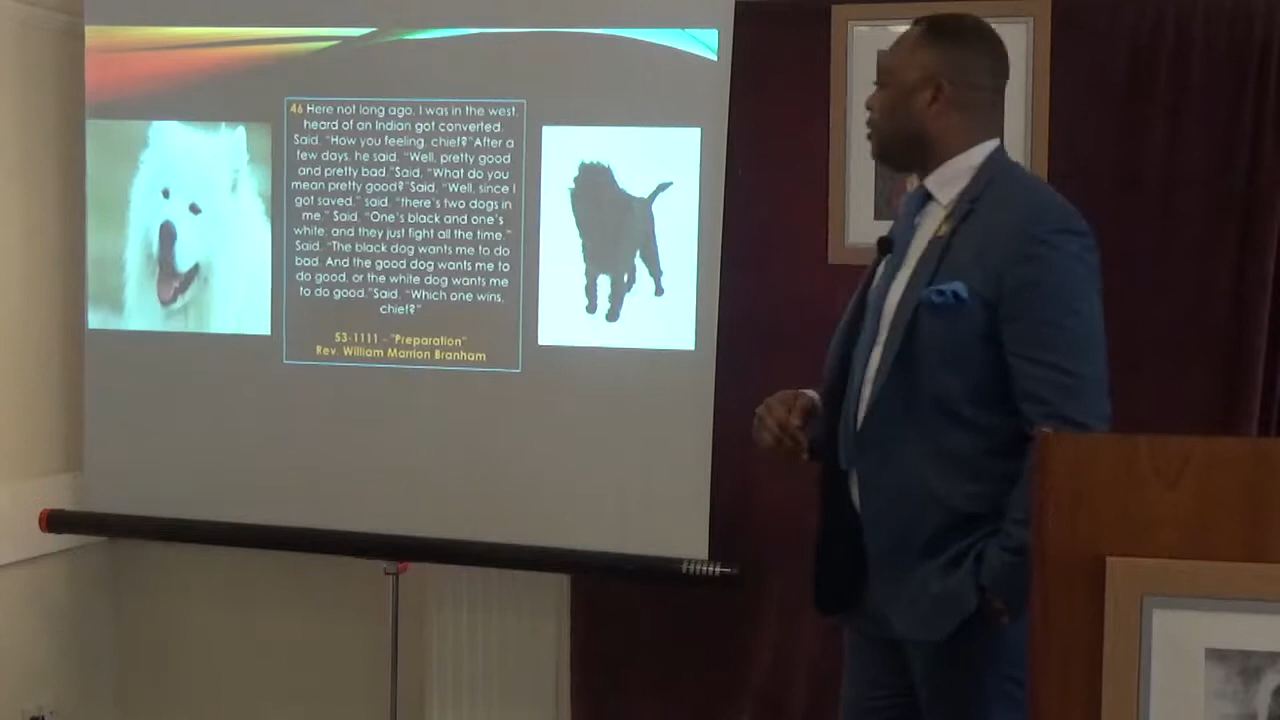 46 Here not long ago, I was in the west,
heard of an Indian got converted.
Said, "How you feeling, chief?"After a
few days, he said, "Well, pretty good
and pretty bad."Said, "What do you
mean pretty good?"Said, "Well, since I
got saved," said, "there's two dogs in
me." Said, "One's black and one's
white, and they just fight all the time."
Said, "The black dog wants me to do
bad. And the good dog wants me to
do good, or the white dog wants me
to do good."Said, "Which one wins,
chief?"
53-1111 - "Preparation"
Rev. William Marrion Branham